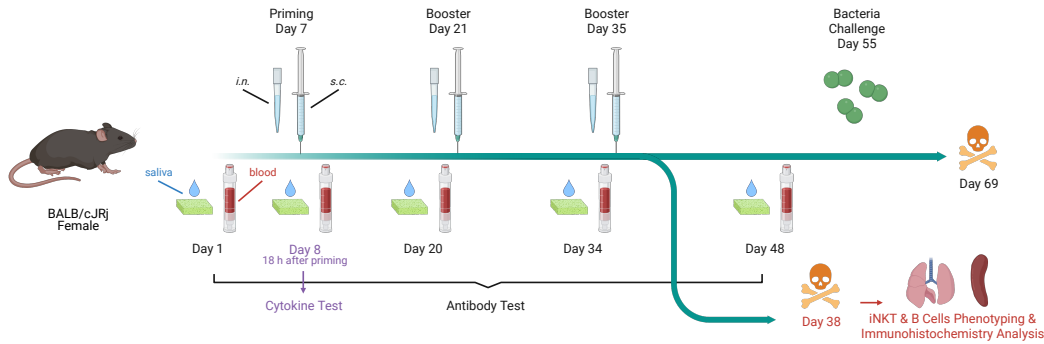 Priming
Day 7
Booster
Day 21
Booster
Day 35
Bacteria
Challenge
Day 55
i.n.
s.c.
saliva
blood
BALB/cJRj
Female
Day 69
Day 1
Day 8
18 h after priming
Day 20
Day 34
Day 48
Cytokine Test
Antibody Test
Day 38
iNKT & B Cells Phenotyping &
Immunohistochemistry Analysis